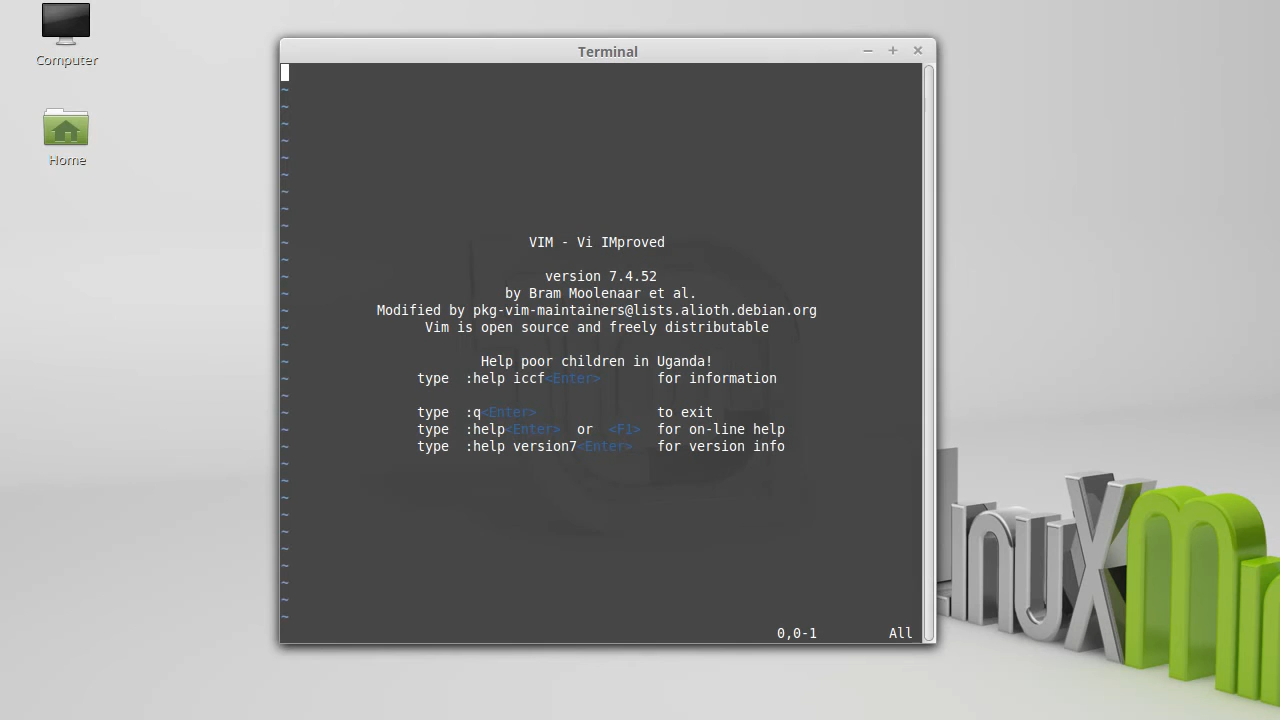 Computer
Home
Terminal
~
~
~
~
~
~
~
~
~
~ VIM - Vi IMproved
~
~ version 7.4.52
~ by Bram Moolenaar et al.
~ Modified by pkg-vim-maintainers@lists.alioth.debian.org
~ Vim is open source and freely distributable
~
~ Help poor children in Uganda!
~ type :help iccf<Enter> for information
~
~ type :q<Enter> to exit
~ type :help<Enter> or <F1> for on-line help
~ type :help version7<Enter> for version info
~
~
~
~
~
~
~
~
~
~
0,0-1 All